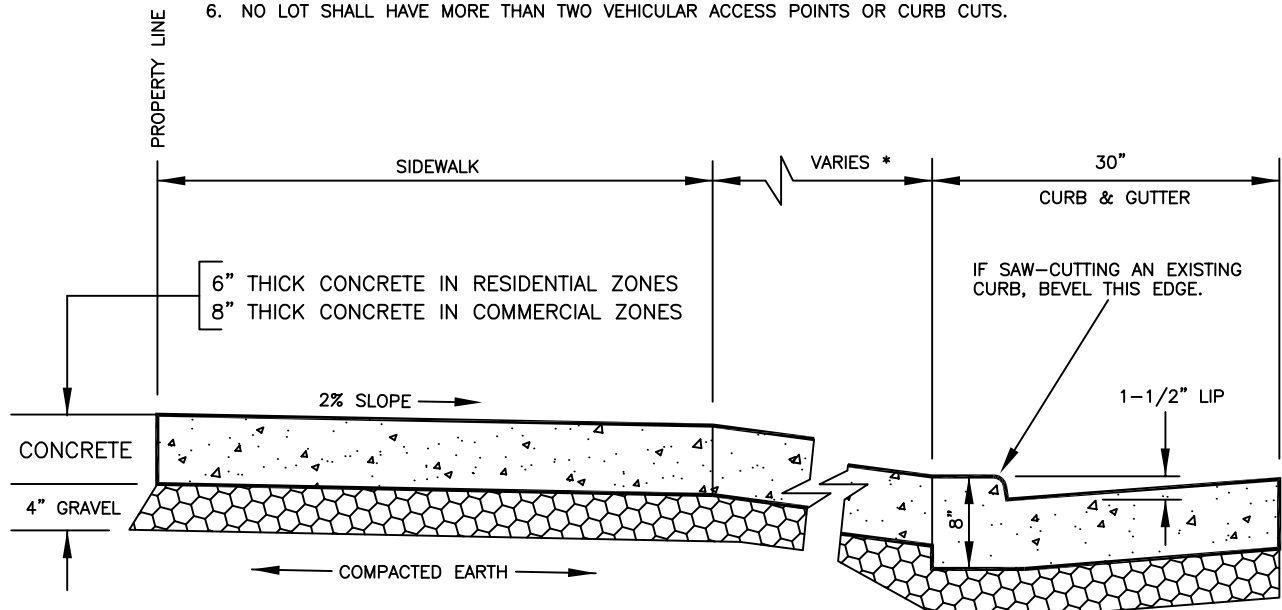 6. NO LOT SHALL HAVE MORE THAN TWO VEHICULAR ACCESS POINTS OR CURB CUTS.
PROPERTY LINE
SIDEWALK
VARIES *
30"
CURB & GUTTER
6" THICK CONCRETE IN RESIDENTIAL ZONES
8" THICK CONCRETE IN COMMERCIAL ZONES
IF SAW-CUTTING AN EXISTING
CURB, BEVEL THIS EDGE.
2% SLOPE
1-1/2" LIP
CONCRETE
4" GRAVEL
8"
COMPACTED EARTH